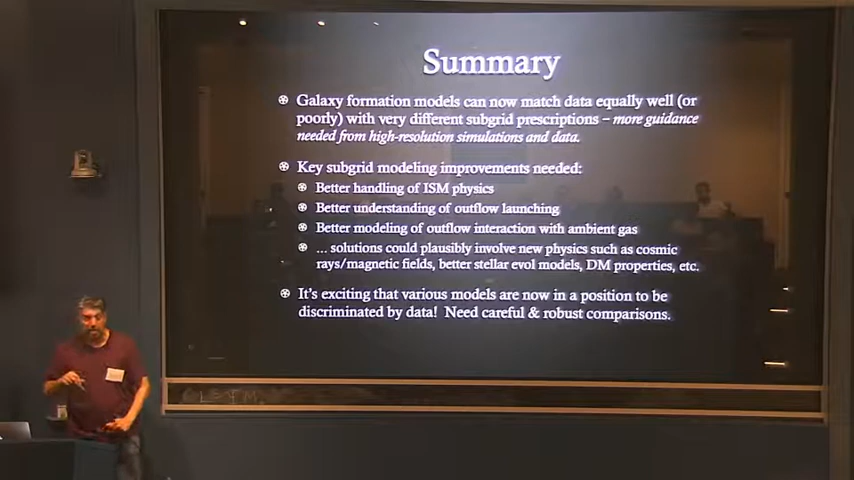 Summary
Galaxy formation models can now match data equally well (or
poorly) with very different subgrid prescriptions – more guidance
needed from high-resolution simulations and data.
Key subgrid modeling improvements needed:
Better handling of ISM physics
Better understanding of outflow launching
Better modeling of outflow interaction with ambient gas
... solutions could plausibly involve new physics such as cosmic
rays/magnetic fields, better stellar evol models, DM properties, etc.
It's exciting that various models are now in a position to be
discriminated by data! Need careful & robust comparisons.